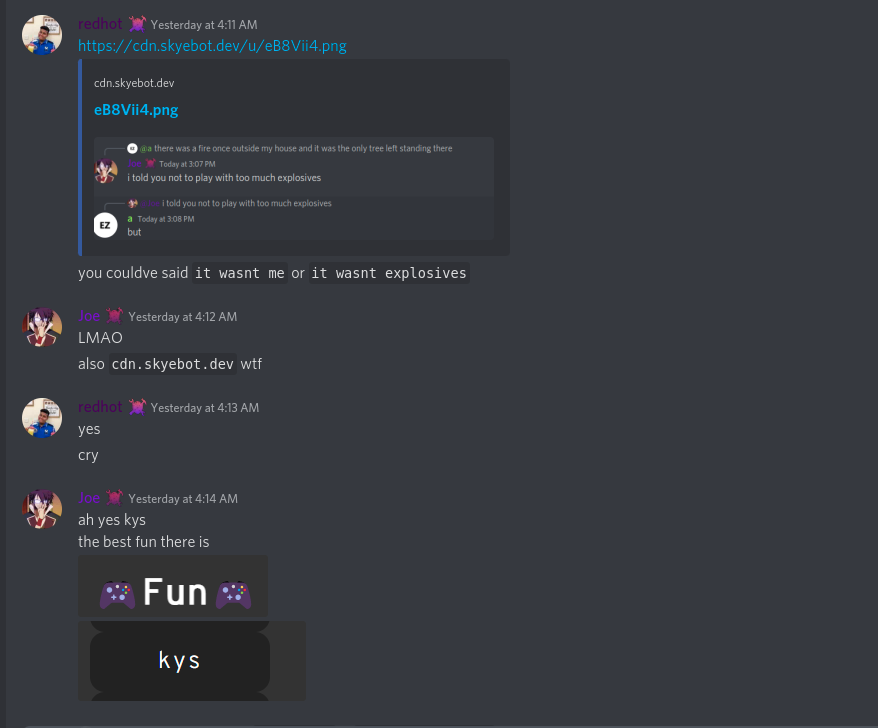 redhot Yesterday at 4:11 AM
https://cdn.skyebot.dev/u/eB8Vii4.png
cdn.skyebot.dev
eB8Vii4.png
EZ @a there was a fire once outside my house and it was the only tree left standing there
Joe Today at 3:07 PM
i told you not to play with too much explosives
i told you not to play with too much explosives
EZ
a Today at 3:08 PM
but
you couldve said it wasnt me or it wasnt explosives
Joe Yesterday at 4:12 AM
LMAO
also cdn.skyebot.dev wtf
redhot Yesterday at 4:13 AM
yes
cry
Joe Yesterday at 4:14 AM
ah yes kys
the best fun there is
Fun
kys